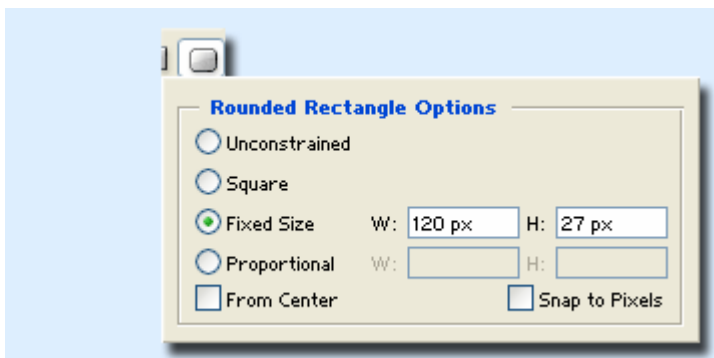 Rounded Rectangle Options
Unconstrained
Square
Fixed Size W: 120 px H: 27 px
Proportional W: H:
From Center Snap to Pixels